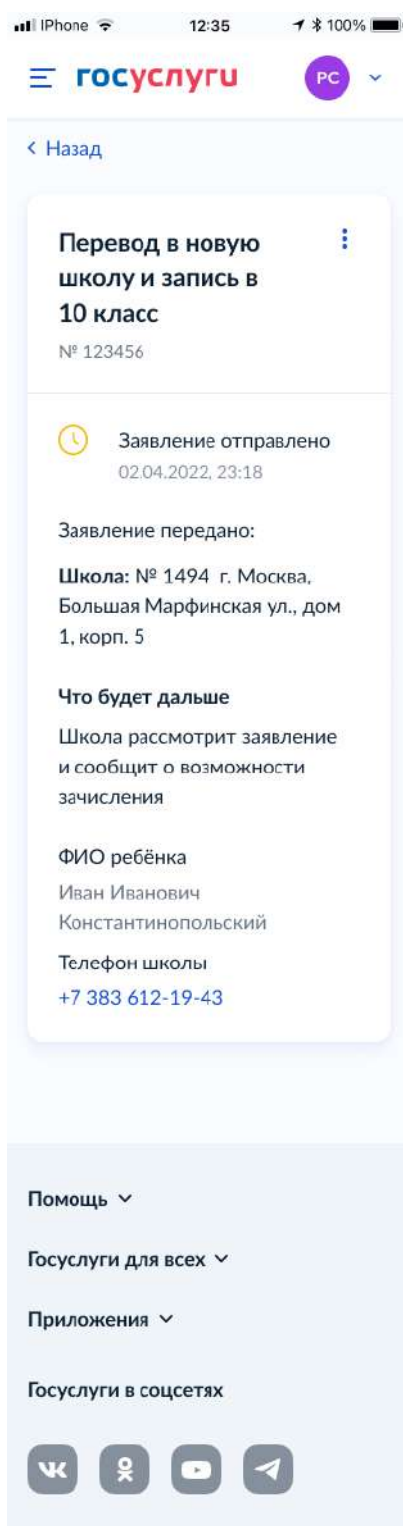 IPhone 12:35 100%
госуслуги РС
Назад
Перевод в новую
школу и запись в
10 класс
№ 123456
Заявление отправлено
02.04.2022, 23:18
Заявление передано:
Школа: № 1494 г. Москва,
Большая Марфинская ул., дом
1, корп. 5
Что будет дальше
Школа рассмотрит заявление
и сообщит о возможности
зачисления
ФИО ребёнка
Иван Иванович
Константинопольский
Телефон школы
+7 383 612-19-43
Помощь
Госуслуги для всех
Приложения
Госуслуги в соцсетях